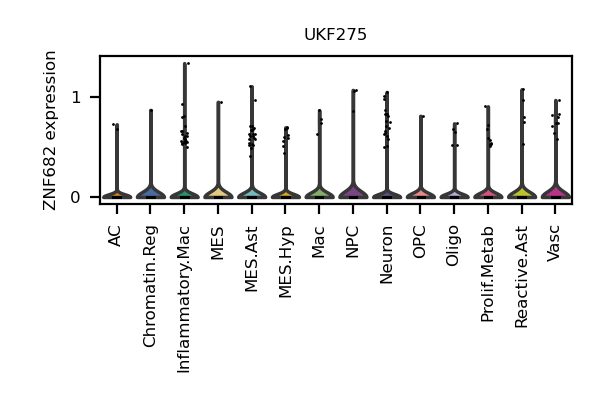 UKF275
ZNF682 expression
1
0
AC
Chromatin.Reg
Inflammatory.Mac
MES
MES.Ast
MES.Hyp
Mac
NPC
Neuron
OPC
Oligo
Prolif.Metab
Reactive.Ast
Vasc